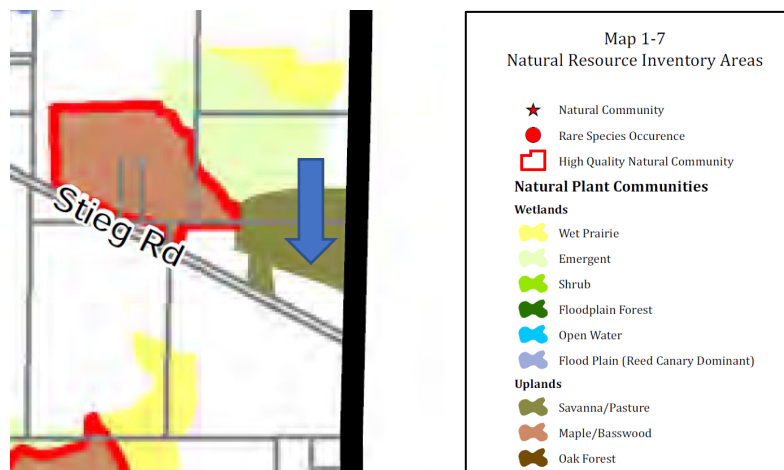 Stieg Rd
Map 1-7
Natural Resource Inventory Areas
Natural Community
Rare Species Occurence
High Quality Natural Community
Natural Plant Communities
Wetlands
Wet Prairie
Emergent
Shrub
Floodplain Forest
Open Water
Flood Plain (Reed Canary Dominant)
Uplands
Savanna/Pasture
Maple/Basswood
Oak Forest